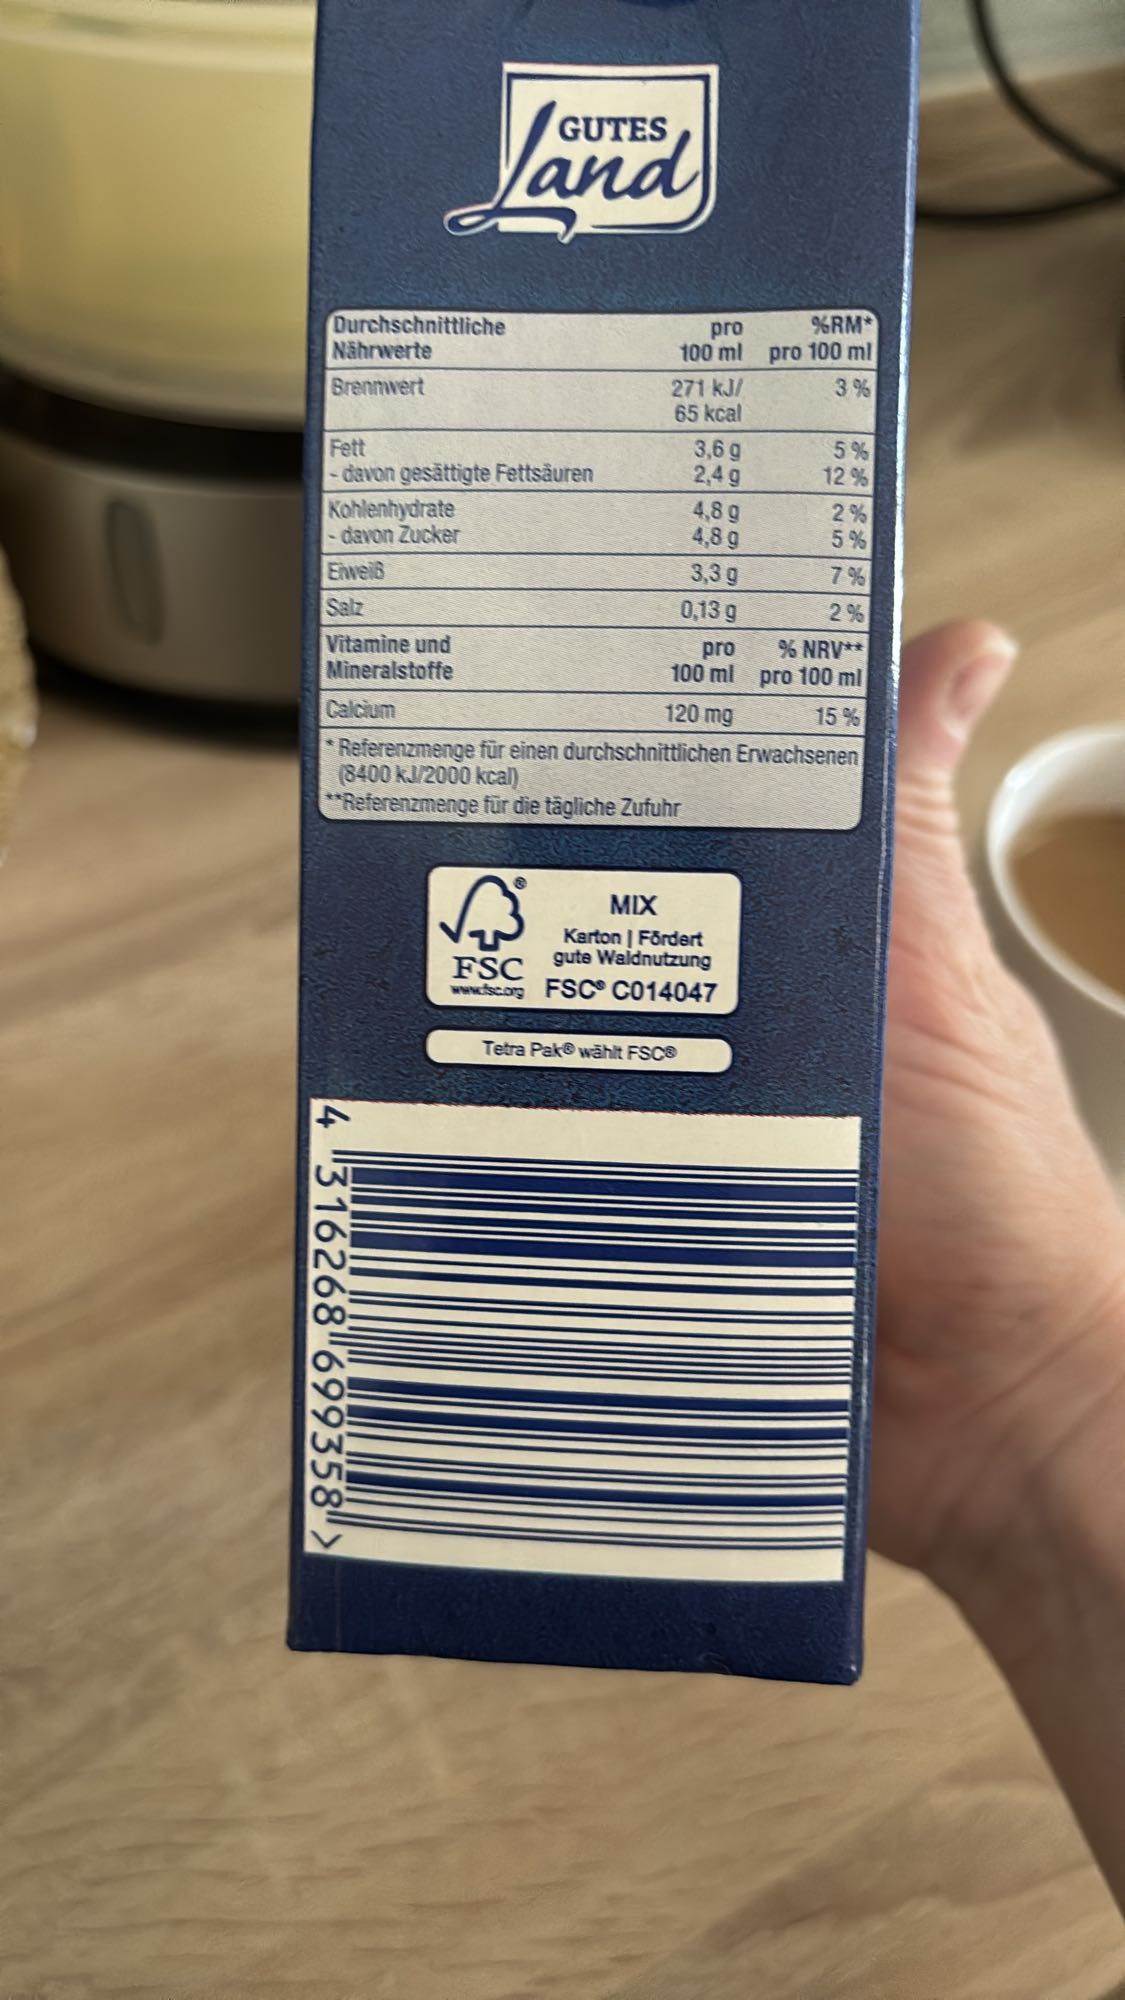 GUTES
Land
Durchschnittliche Nährwerte pro 100 ml %RM* pro 100 ml
Brennwert 271 kJ/ 3 %
65 kcal
Fett 3,6 g 5 %
- davon gesättigte Fettsäuren 2,4 g 12 %
Kohlenhydrate 4,8 g 2 %
- davon Zucker 4,8 g 5 %
Eiweiß 3,3 g 7 %
Salz 0,13 g 2 %
Vitamine und Mineralstoffe pro 100 ml % NRV** pro 100 ml
Calcium 120 mg 15 %
* Referenzmenge für einen durchschnittlichen Erwachsenen
(8400 kJ/2000 kcal)
**Referenzmenge für die tägliche Zufuhr
FSC®
www.fsc.org
MIX
Karton | Fördert
gute Waldnutzung
FSC® C014047
Tetra Pak® wählt FSC®
4 316268 699358 >